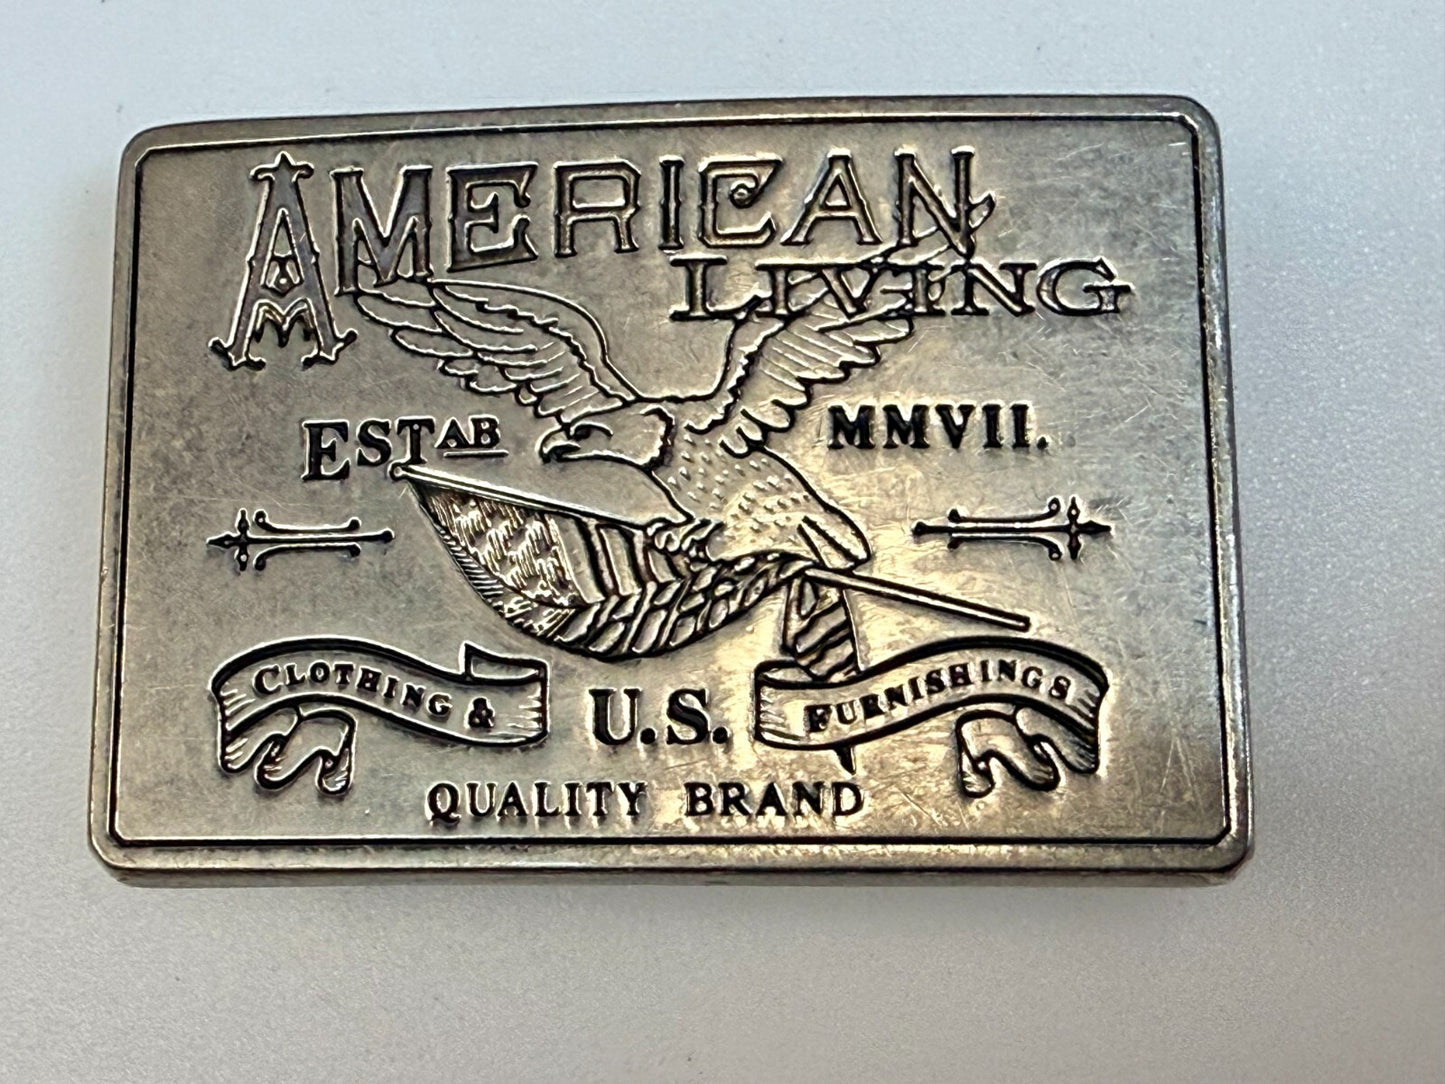 AMERICAN
LIVING
ESTAB MMVII.
CLOTHING & U.S. FURNISHINGS
QUALITY BRAND